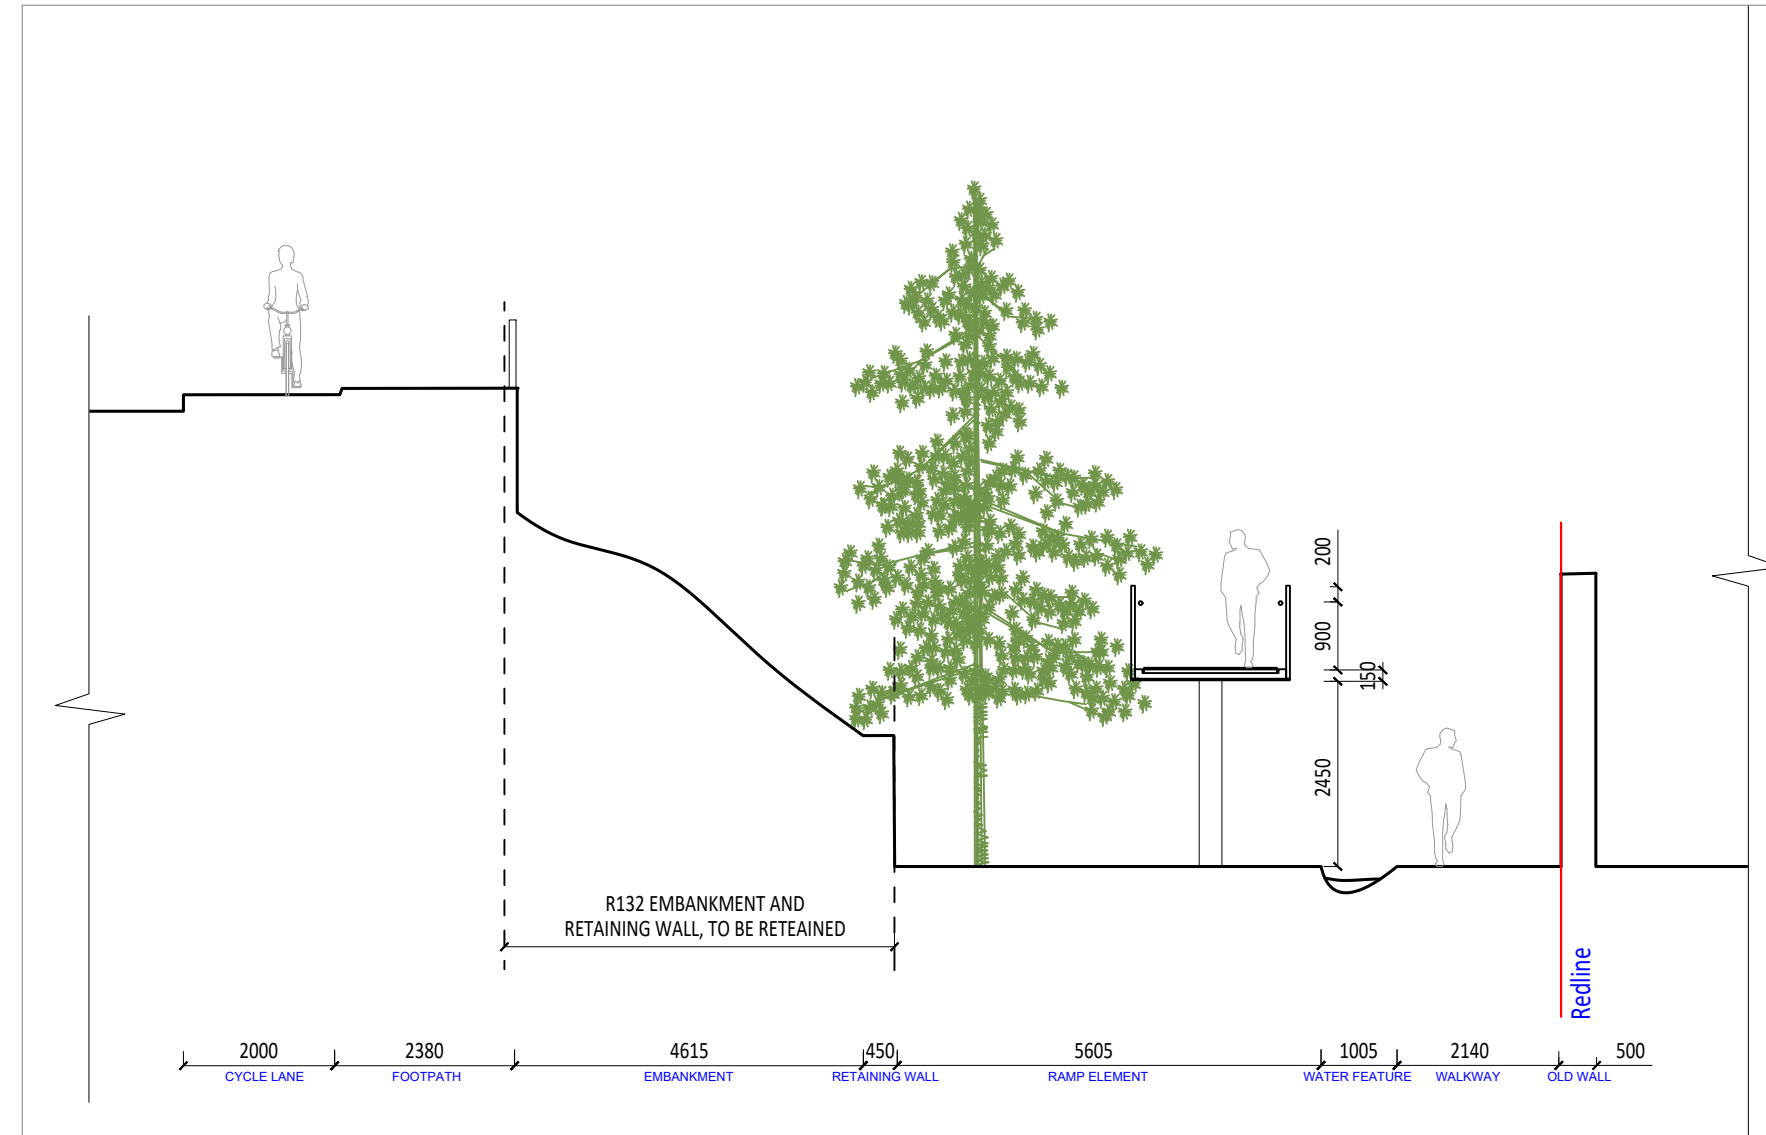 200
900
150
2450
R132 EMBANKMENT AND
RETAINING WALL, TO BE RETEAINED
Redline
2000 2380 4615 450 5605 1005 2140 500
CYCLE LANE FOOTPATH EMBANKMENT RETAINING WALL RAMP ELEMENT WATER FEATURE WALKWAY OLD WALL